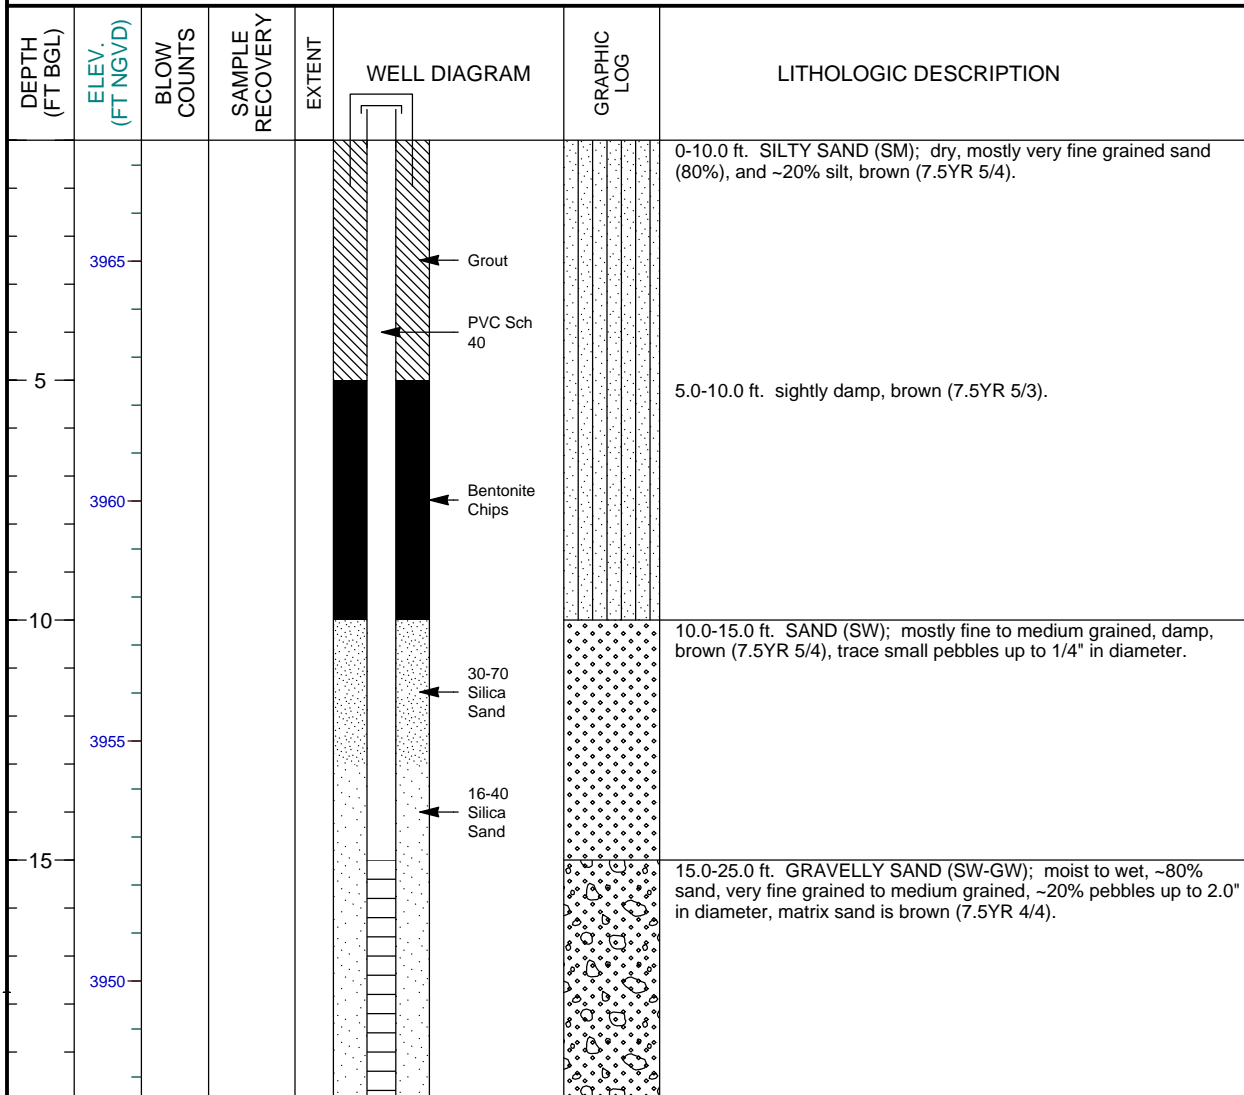 DEPTH
(FT BGL)
ELEV.
(FT NGVD)
BLOW
COUNTS
SAMPLE
RECOVERY
EXTENT
WELL DIAGRAM
GRAPHIC
LOG
LITHOLOGIC DESCRIPTION
0-10.0 ft. SILTY SAND (SM); dry, mostly very fine grained sand
(80%), and ~20% silt, brown (7.5YR 5/4).
3965
Grout
PVC Sch
40
5
5.0-10.0 ft. sightly damp, brown (7.5YR 5/3).
3960
Bentonite
Chips
10
10.0-15.0 ft. SAND (SW); mostly fine to medium grained, damp,
brown (7.5YR 5/4), trace small pebbles up to 1/4" in diameter.
30-70
Silica
Sand
3955
16-40
Silica
Sand
15
15.0-25.0 ft. GRAVELLY SAND (SW-GW); moist to wet, ~80%
sand, very fine grained to medium grained, ~20% pebbles up to 2.0"
in diameter, matrix sand is brown (7.5YR 4/4).
3950